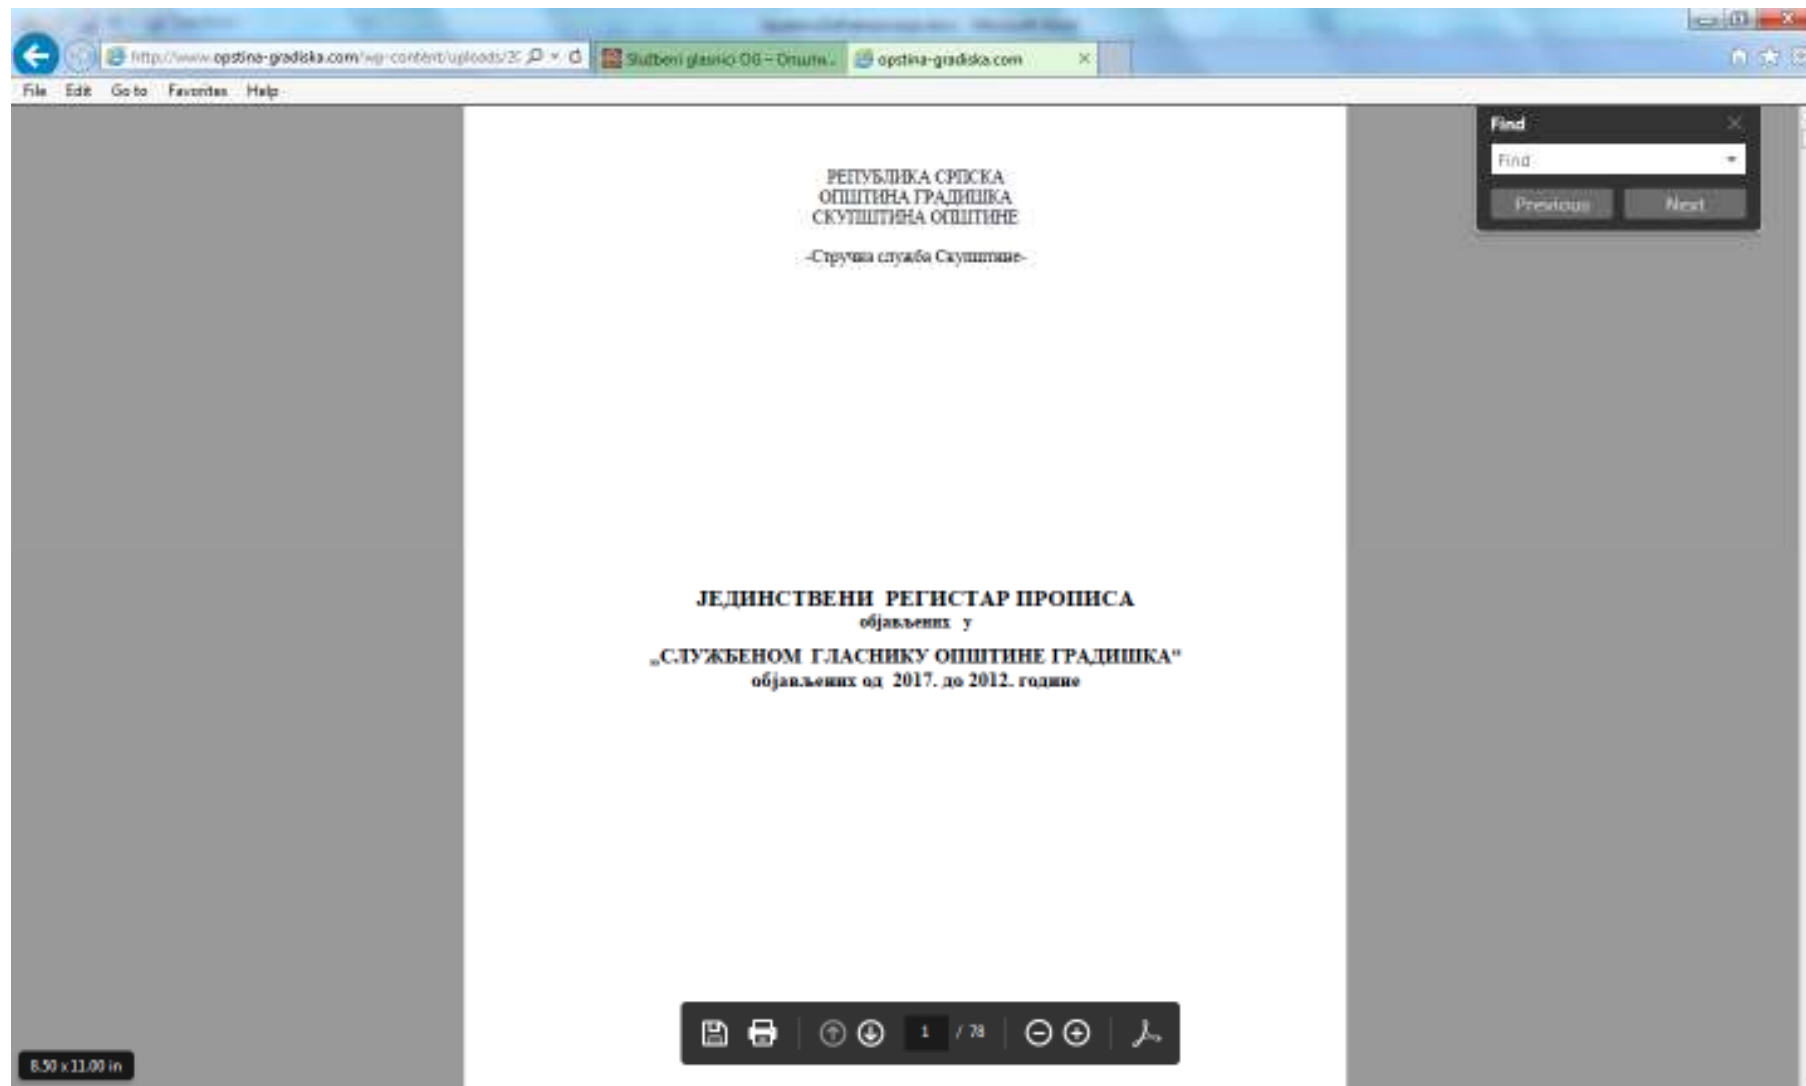 http://www.opstina-gradiska.com/wp-content/uploads/20
Službeni glasnici OG – Општи...
opstina-gradiska.com
File Edit Go to Favorites Help
Find
Find
Previous Next
РЕПУБЛИКА СРПСКА
ОПШТИНА ГРАДИШКА
СКУПШТИНА ОПШТИНЕ
-Стручна служба Скупштине-
ЈЕДИНСТВЕНИ РЕГИСТАР ПРОПИСА
објављених у
„СЛУЖБЕНОМ ГЛАСНИКУ ОПШТИНЕ ГРАДИШКА“
објављених од 2017. до 2012. године
1 / 78
8.50 x 11.00 in